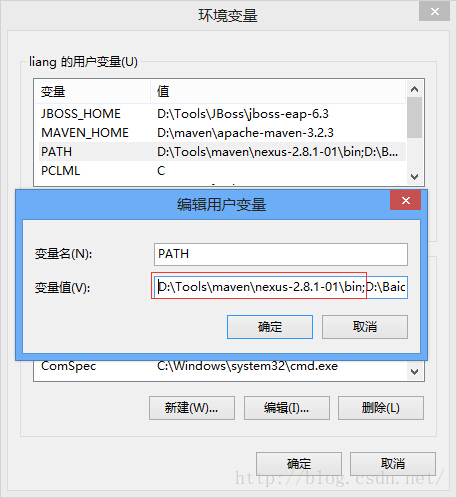 环境变量
liang 的用户变量(U)
变量 值
JBOSS_HOME D:\Tools\JBoss\jboss-eap-6.3
MAVEN_HOME D:\maven\apache-maven-3.2.3
PATH D:\Tools\maven\nexus-2.8.1-01\bin;D:\B...
PCLML C
编辑用户变量
变量名(N): PATH
变量值(V): D:\Tools\maven\nexus-2.8.1-01\bin;D:\Baic
确定 取消
ComSpec C:\Windows\system32\cmd.exe
新建(W)... 编辑(I)... 删除(L)
确定 取消
http://blog.csdn.net/